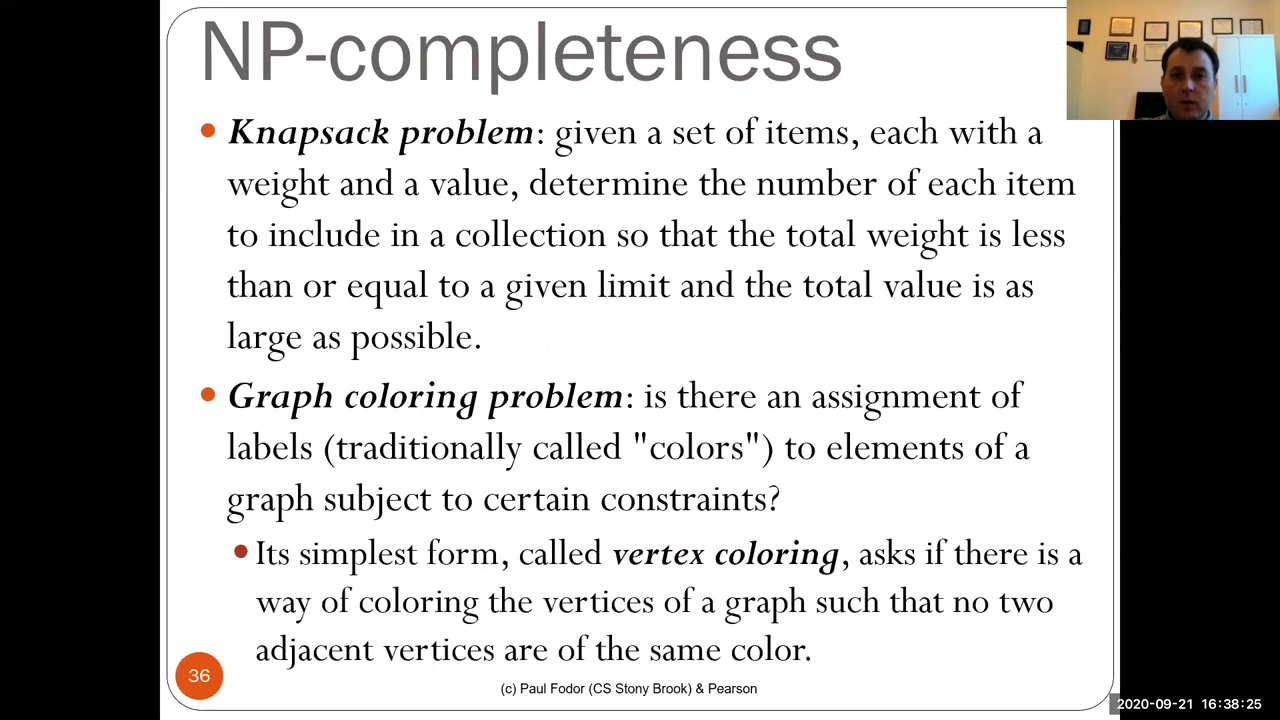 NP-completeness
• Knapsack problem: given a set of items, each with a
weight and a value, determine the number of each item
to include in a collection so that the total weight is less
than or equal to a given limit and the total value is as
large as possible.
• Graph coloring problem: is there an assignment of
labels (traditionally called "colors") to elements of a
graph subject to certain constraints?
• Its simplest form, called vertex coloring, asks if there is a
way of coloring the vertices of a graph such that no two
adjacent vertices are of the same color.
36
(c) Paul Fodor (CS Stony Brook) & Pearson
2020-09-21 16:38:25